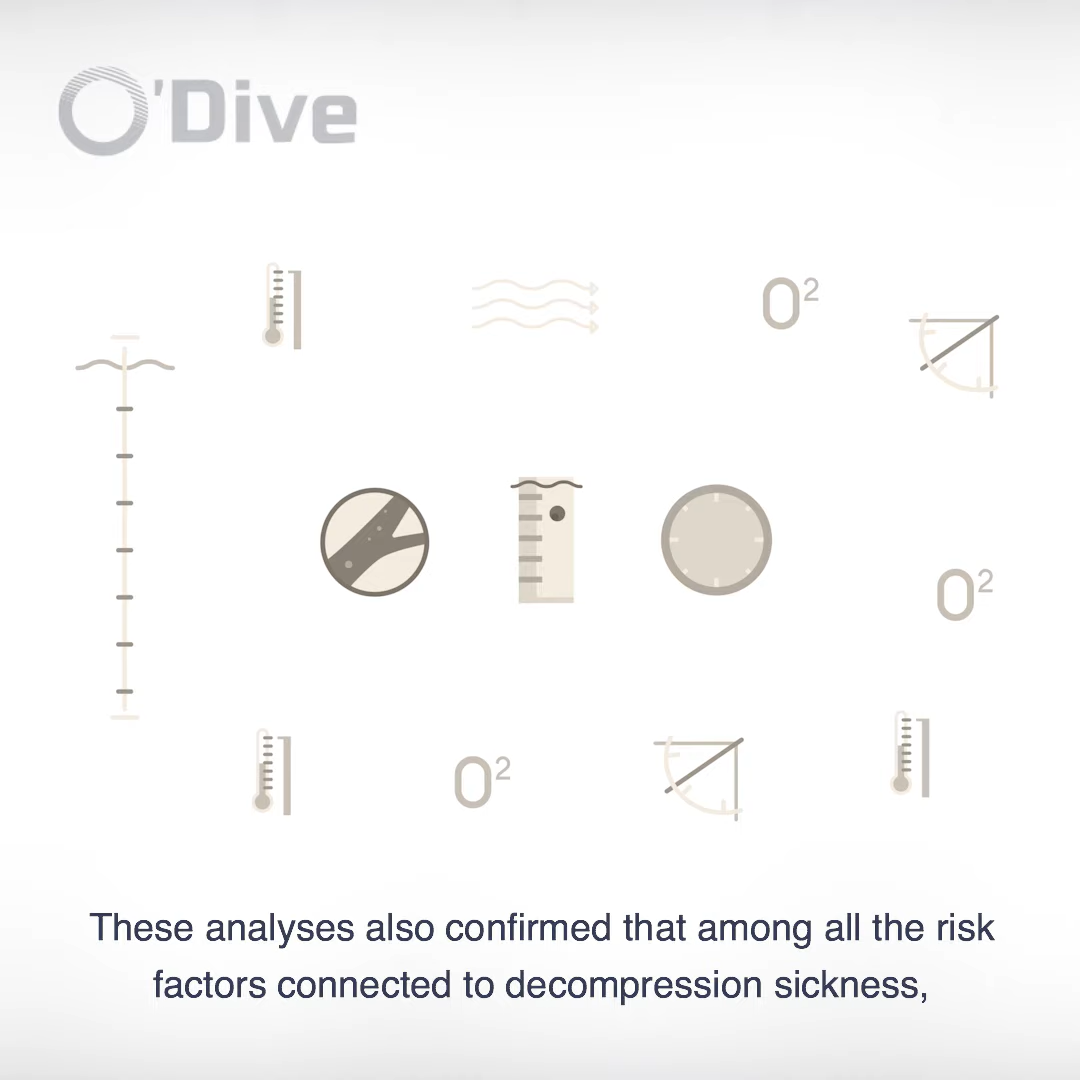 O'Dive
O²
O²
O²
These analyses also confirmed that among all the risk
factors connected to decompression sickness,